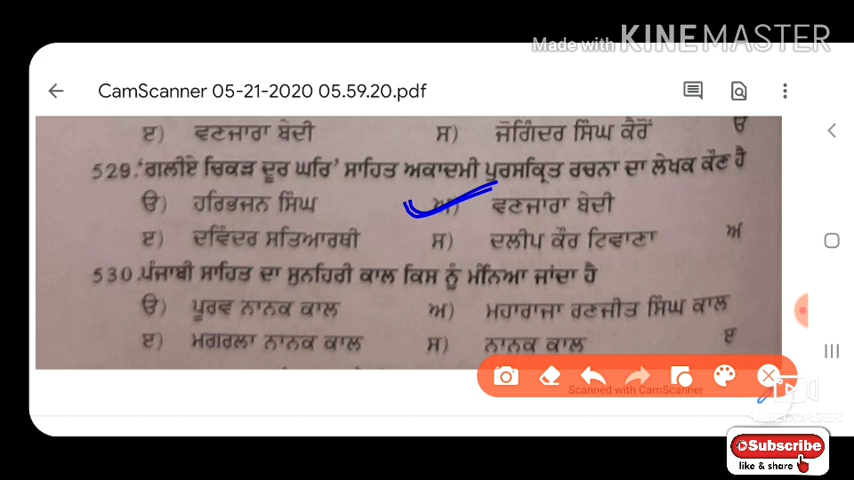 Made with KINEMASTER
CamScanner 05-21-2020 05.59.20.pdf
ੲ) ਵਣਜਾਰਾ ਬੇਦੀ ਸ) ਜੋਗਿੰਦਰ ਸਿੰਘ ਕੈਰੋਂ ੳ
529. ‘ਗਲੀਏ ਚਿਕੜ ਦੂਰ ਘਰਿ’ ਸਾਹਿਤ ਅਕਾਦਮੀ ਪੁਰਸਕ੍ਰਿਤ ਰਚਨਾ ਦਾ ਲੇਖਕ ਕੌਣ ਹੈ
ੳ) ਹਰਿਭਜਨ ਸਿੰਘ ਅ) ਵਣਜਾਰਾ ਬੇਦੀ
ੲ) ਦਵਿੰਦਰ ਸਤਿਆਰਥੀ ਸ) ਦਲੀਪ ਕੌਰ ਟਿਵਾਣਾ ਅ
530. ਪੰਜਾਬੀ ਸਾਹਿਤ ਦਾ ਸੁਨਹਿਰੀ ਕਾਲ ਕਿਸ ਨੂੰ ਮੰਨਿਆ ਜਾਂਦਾ ਹੈ
ੳ) ਪੂਰਵ ਨਾਨਕ ਕਾਲ ਅ) ਮਹਾਰਾਜਾ ਰਣਜੀਤ ਸਿੰਘ ਕਾਲ
ੲ) ਮਗਰਲਾ ਨਾਨਕ ਕਾਲ ਸ) ਨਾਨਕ ਕਾਲ ੲ
Scanned with CamScanner
Subscribe
like & share